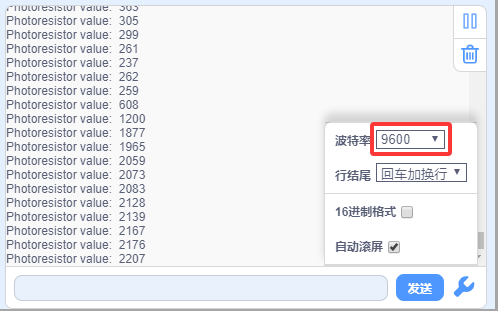 Photoresistor value:  363
Photoresistor value:  305
Photoresistor value:  299
Photoresistor value:  261
Photoresistor value:  237
Photoresistor value:  262
Photoresistor value:  259
Photoresistor value:  608
Photoresistor value:  1200
Photoresistor value:  1877
Photoresistor value:  1965
Photoresistor value:  2059
Photoresistor value:  2073
Photoresistor value:  2083
Photoresistor value:  2128
Photoresistor value:  2139
Photoresistor value:  2167
Photoresistor value:  2176
Photoresistor value:  2207
波特率 9600
行结尾 回车加换行
16进制格式
自动滚屏
发送